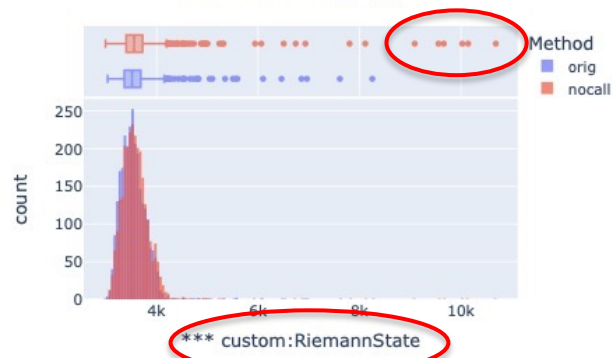 Method
orig
nocall
250
200
150
100
50
0
count
4k 6k 8k 10k
*** custom:RiemannState